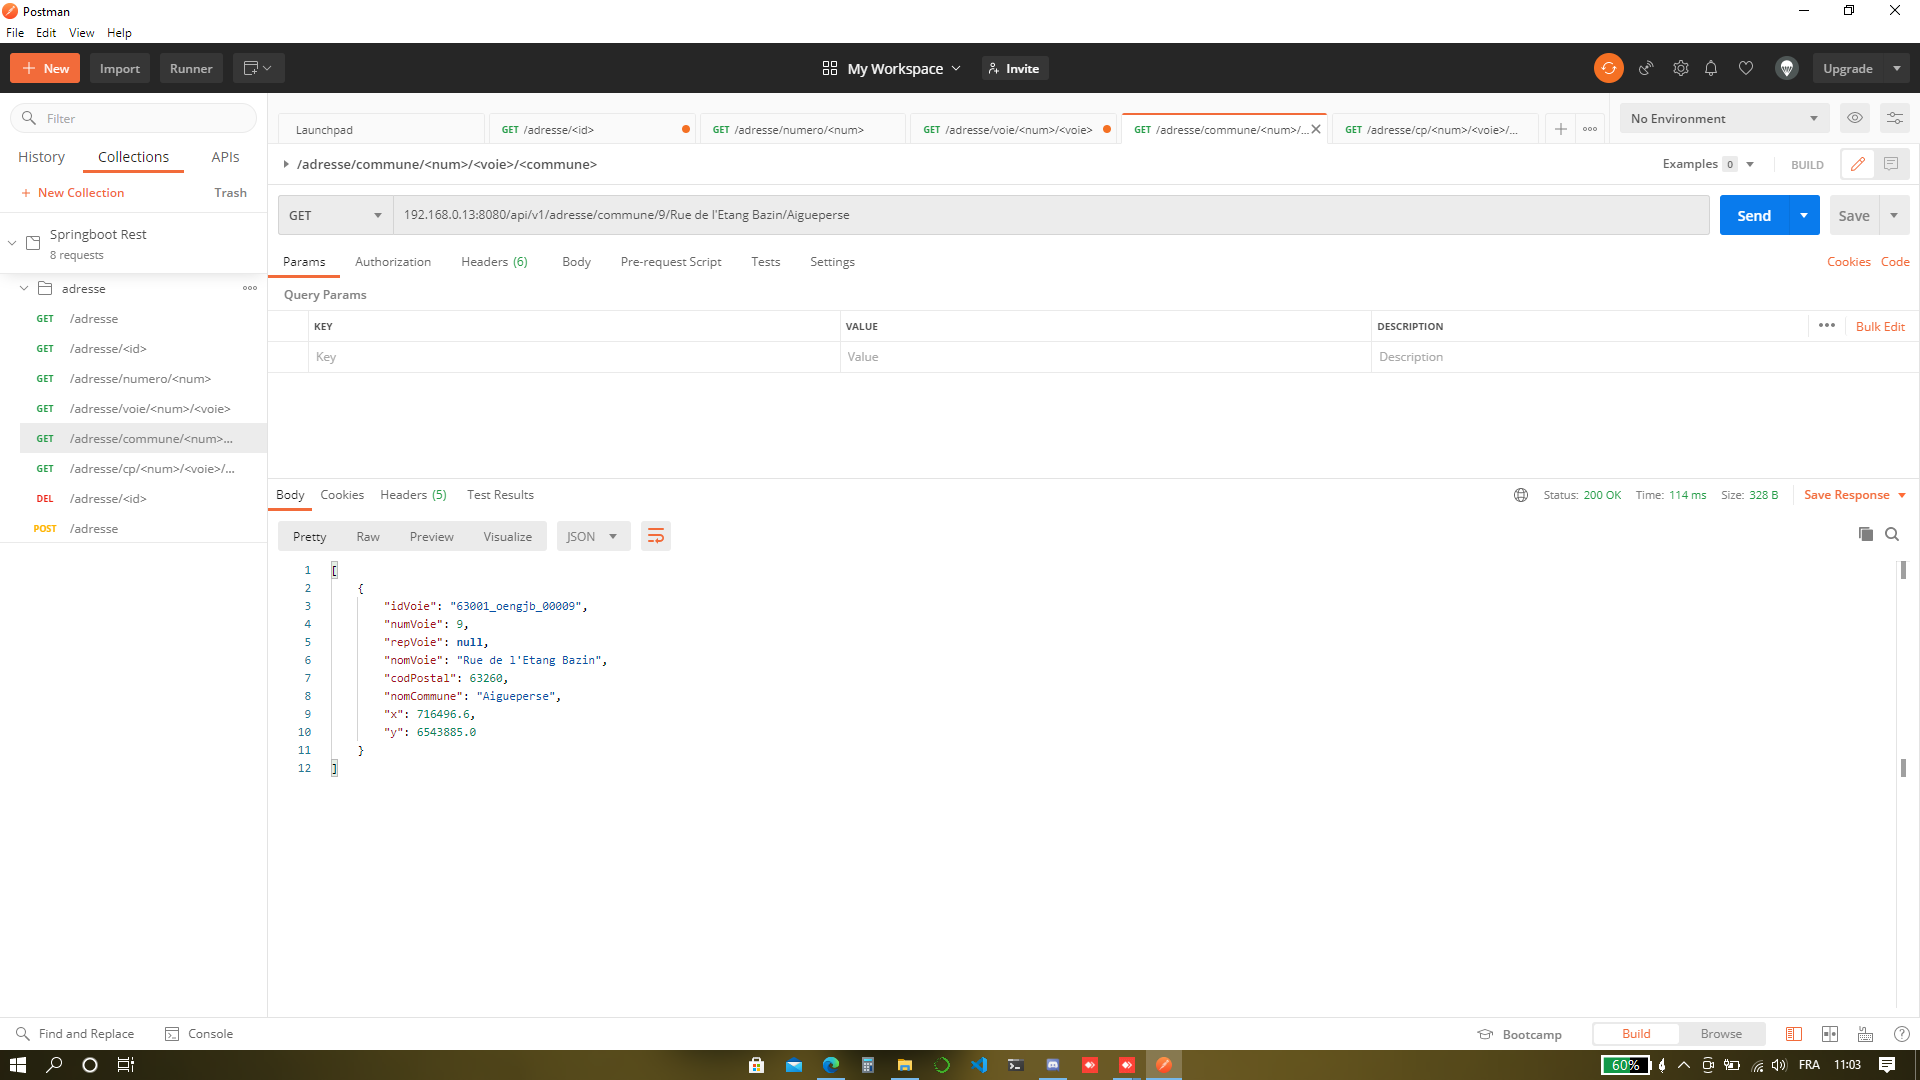 Postman
File Edit View Help
New Import Runner My Workspace Invite Upgrade
Filter
History Collections APIs
New Collection Trash
Springboot Rest
8 requests
adresse
GET /adresse
GET /adresse/<id>
GET /adresse/numero/<num>
GET /adresse/voie/<num>/<voie>
GET /adresse/commune/<num>...
GET /adresse/cp/<num>/<voie>/...
DEL /adresse/<id>
POST /adresse
Launchpad GET /adresse/<id> GET /adresse/numero/<num> GET /adresse/voie/<num>/<voie> GET /adresse/commune/<num>/... GET /adresse/cp/<num>/<voie>/... No Environment
/adresse/commune/<num>/<voie>/<commune> Examples 0 BUILD
GET 192.168.0.13:8080/api/v1/adresse/commune/9/Rue de l'Etang Bazin/Aigueperse Send Save
Params Authorization Headers (6) Body Pre-request Script Tests Settings Cookies Code
Query Params
KEY VALUE DESCRIPTION Bulk Edit
Key Value Description
Body Cookies Headers (5) Test Results Status: 200 OK Time: 114 ms Size: 328 B Save Response
Pretty Raw Preview Visualize JSON
1 [
2 {
3 "idVoie": "63001_oengjb_00009",
4 "numVoie": 9,
5 "repVoie": null,
6 "nomVoie": "Rue de l'Etang Bazin",
7 "codPostal": 63260,
8 "nomCommune": "Aigueperse",
9 "x": 716496.6,
10 "y": 6543885.0
11 }
12 ]
Find and Replace Console Bootcamp Build Browse
60% FRA 11:03